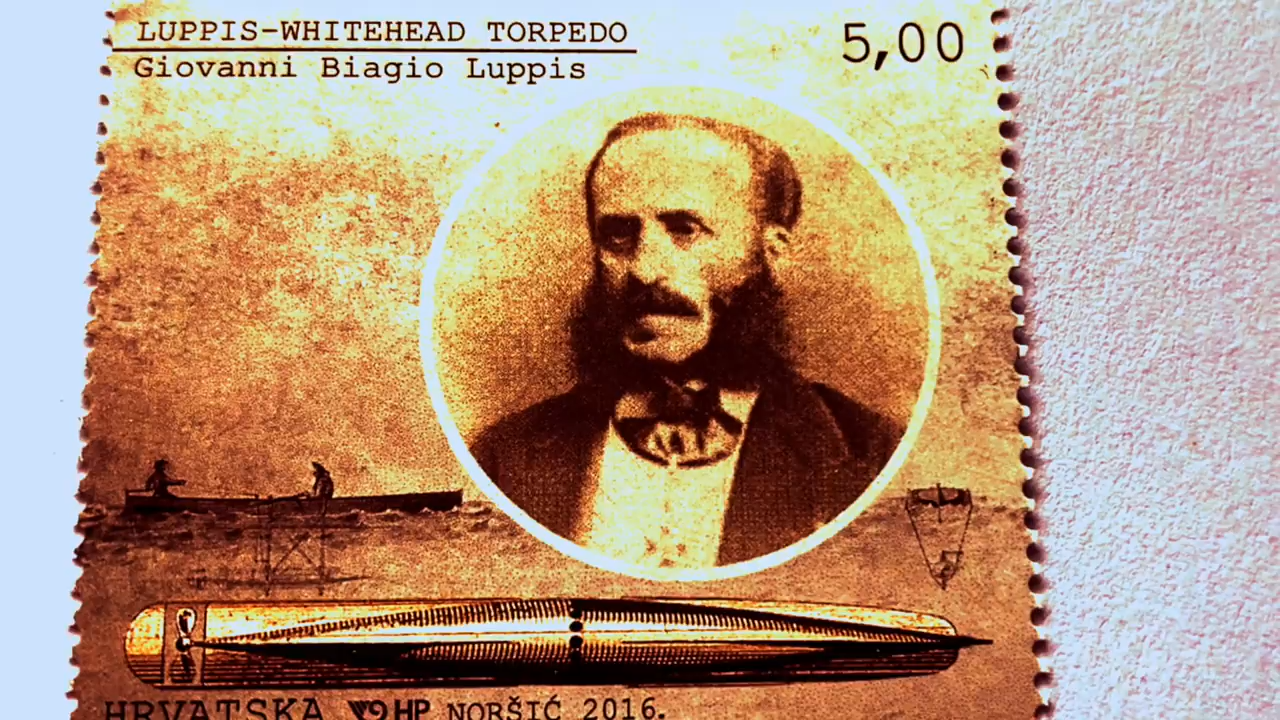 LUPPIS-WHITEHEAD TORPEDO
5,00
Giovanni Biagio Luppis
HRVATSKA HP NORŠIĆ 2016.